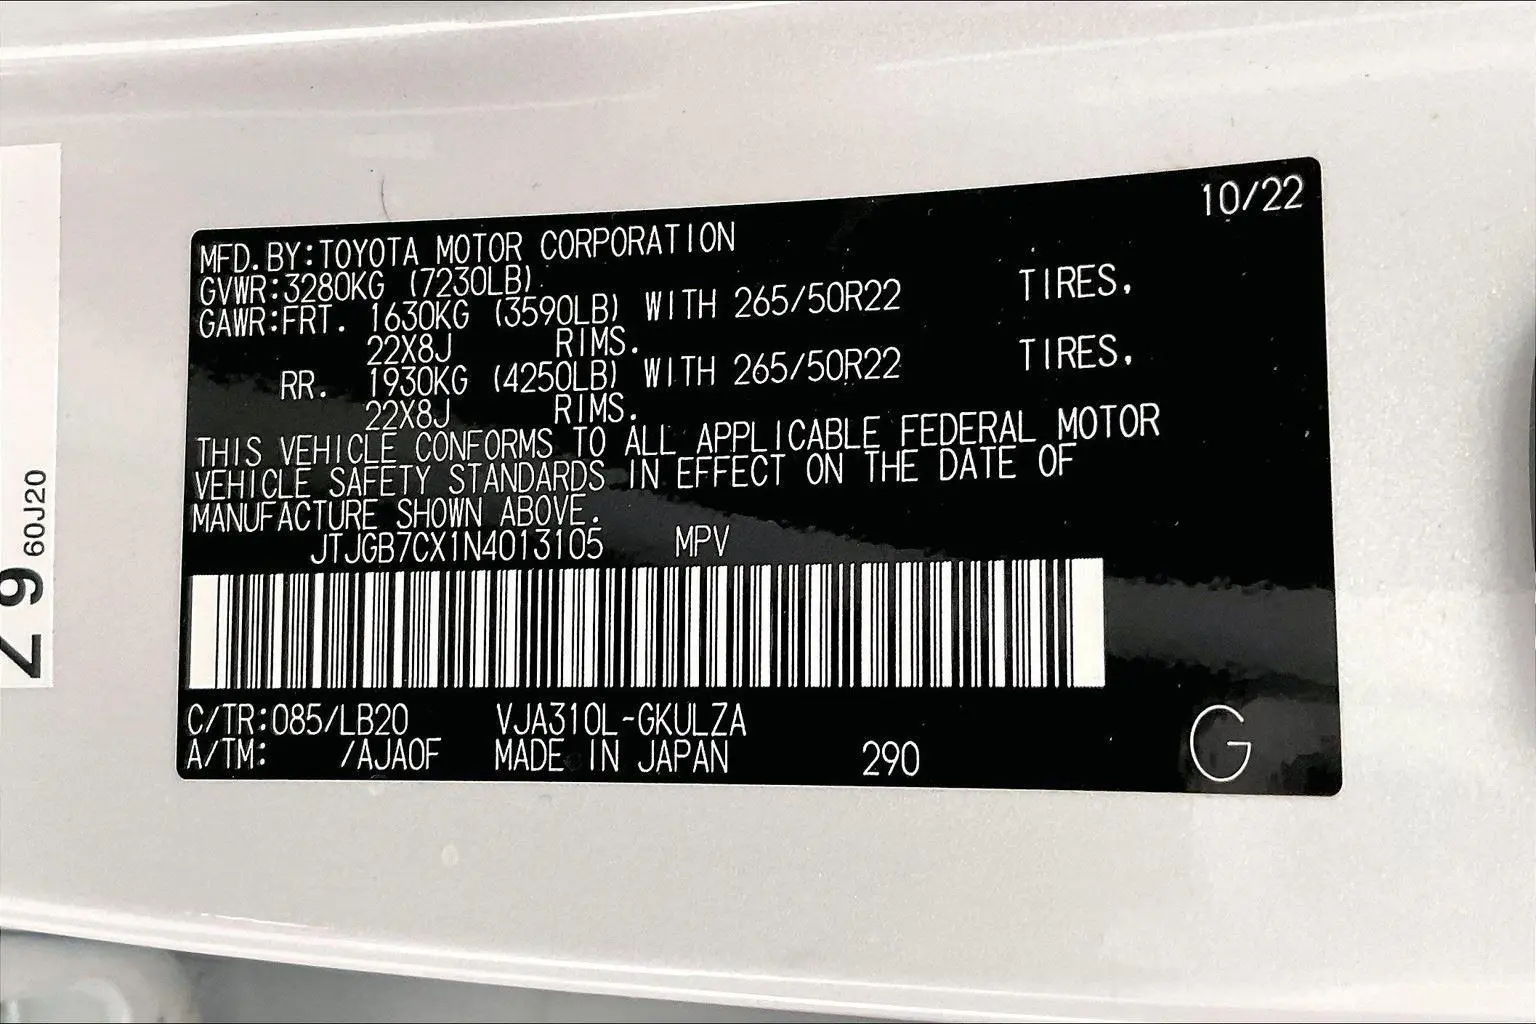 10/22
MFD.BY:TOYOTA MOTOR CORPORATION
GVWR:3280KG (7230LB)
GAWR:FRT. 1630KG (3590LB) WITH 265/50R22 TIRES.
22X8J RIMS.
RR. 1930KG (4250LB) WITH 265/50R22 TIRES.
22X8J RIMS.
THIS VEHICLE CONFORMS TO ALL APPLICABLE FEDERAL MOTOR
VEHICLE SAFETY STANDARDS IN EFFECT ON THE DATE OF
MANUFACTURE SHOWN ABOVE.
JTJGB7CX1N4013105 MPV
C/TR:085/LB20 VJA310L-GKULZA
A/TM: /AJA0F MADE IN JAPAN 290 G
60J20